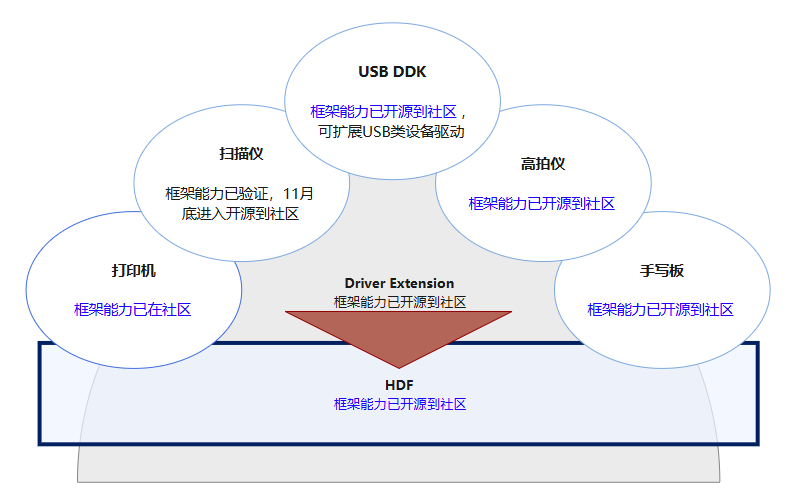 USB DDK
框架能力已开源到社区，
可扩展USB类设备驱动
扫描仪
框架能力已验证，11月
底进入开源到社区
高拍仪
框架能力已开源到社区
打印机
框架能力已在社区
手写板
框架能力已开源到社区
Driver Extension
框架能力已开源到社区
HDF
框架能力已开源到社区